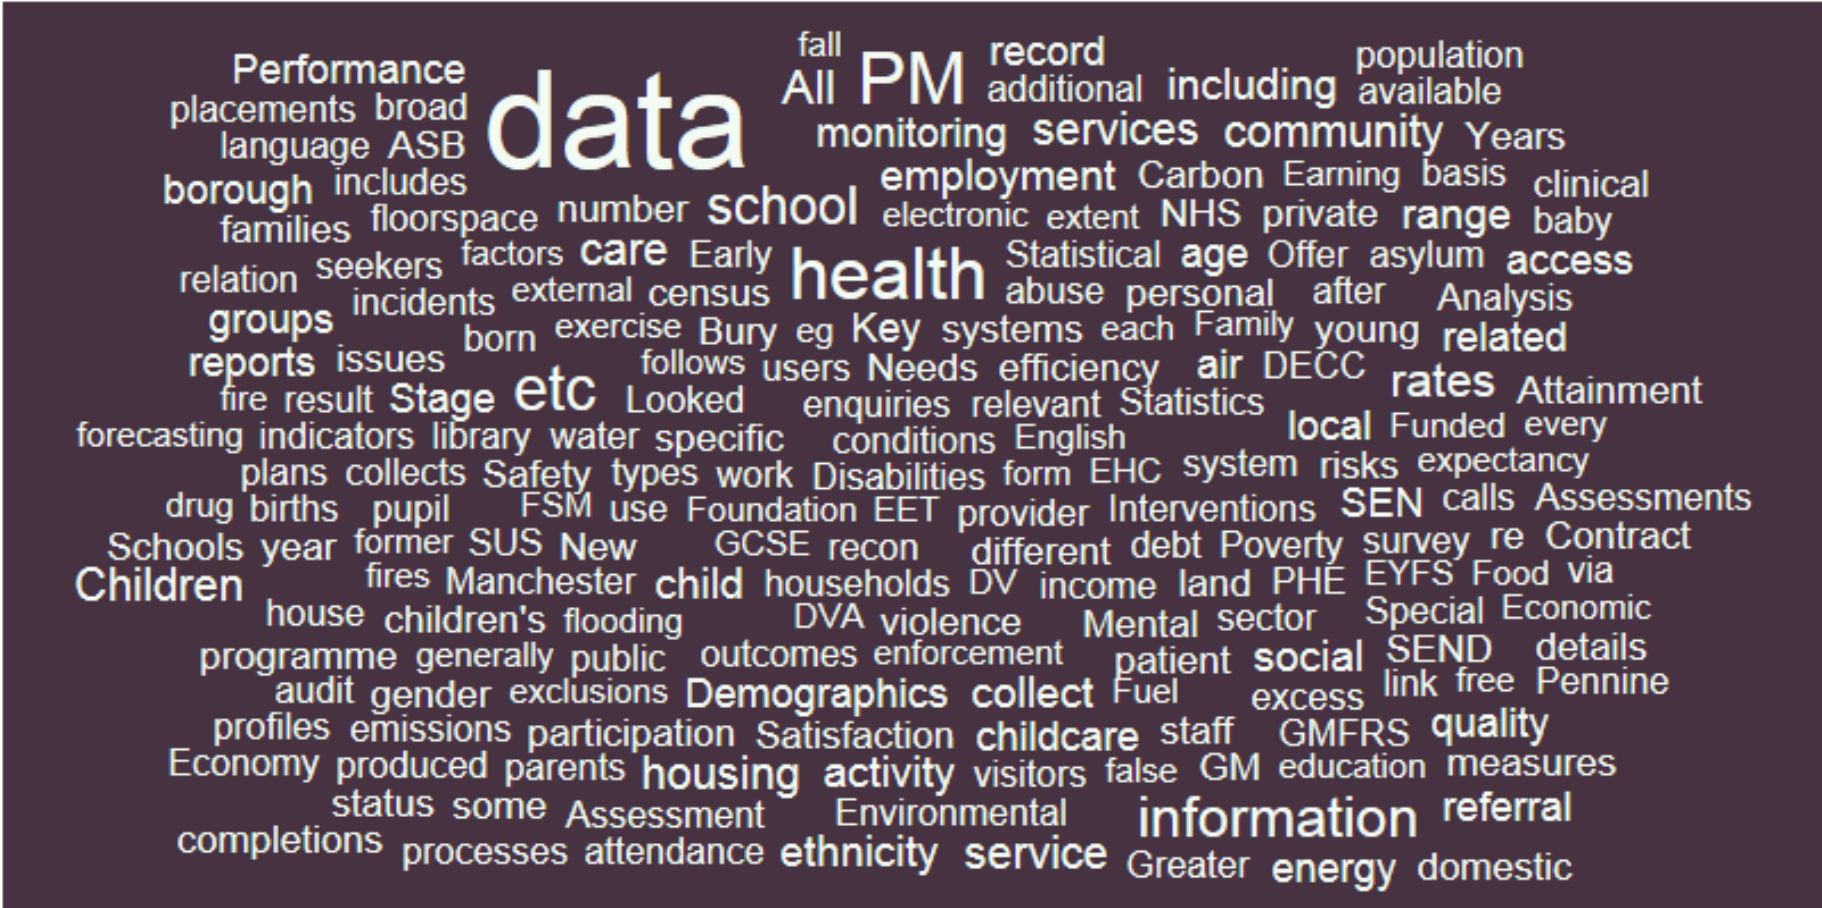 fall record population
Performance All PM additional including available
placements broad data monitoring services community Years
language ASB
borough includes employment Carbon Earning basis clinical
families floorspace number school electronic extent NHS private range baby
relation seekers factors care Early health Statistical age Offer asylum access
incidents external census abuse personal after Analysis
groups born exercise Bury eg Key systems each Family young related
reports issues follows users Needs efficiency air DECC rates Attainment
fire result Stage etc Looked enquiries relevant Statistics
forecasting indicators library water specific conditions English local Funded every
plans collects Safety types work Disabilities form EHC system risks expectancy
drug births pupil FSM use Foundation EET provider Interventions SEN calls Assessments
Schools year former SUS New GCSE recon different debt Poverty survey re Contract
Children fires Manchester child households DV income land PHE EYFS Food via
house children's flooding DVA violence Mental sector Special Economic
programme generally public outcomes enforcement patient social SEND details
audit gender exclusions Demographics collect Fuel excess link free Pennine
profiles emissions participation Satisfaction childcare staff GMFRS quality
Economy produced parents housing activity visitors false GM education measures
status some Assessment Environmental information referral
completions processes attendance ethnicity service Greater energy domestic